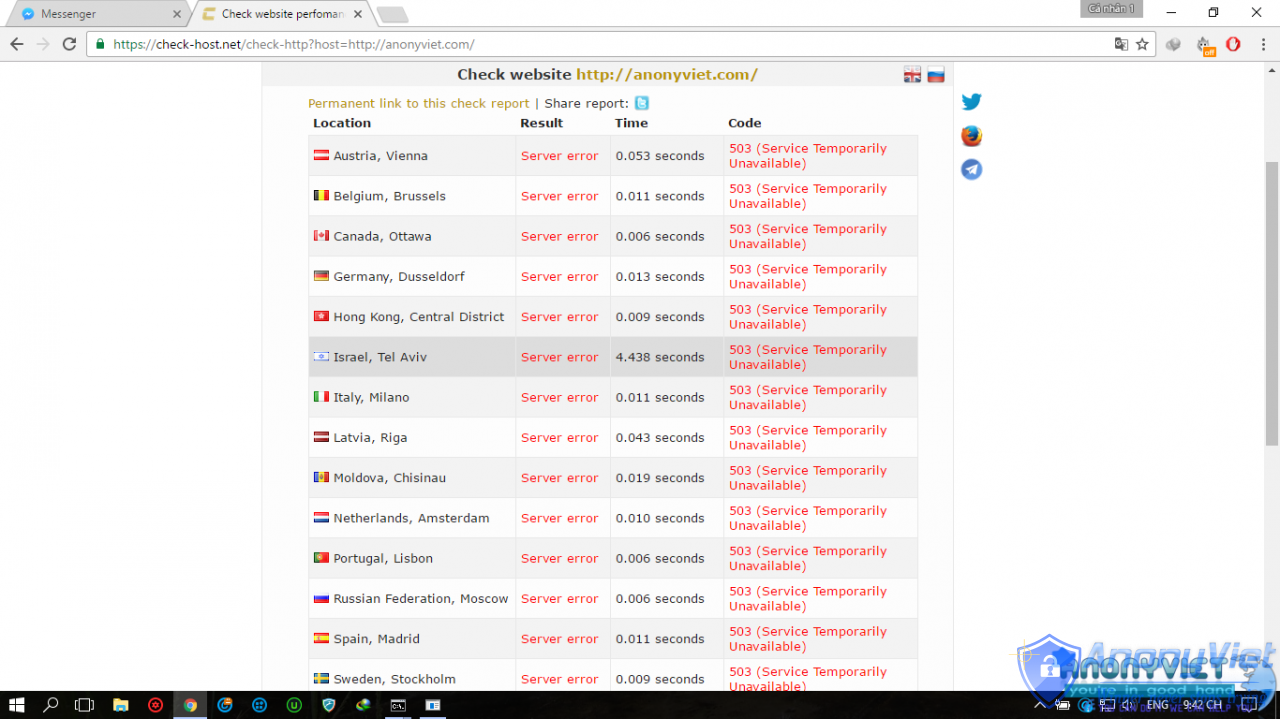 Messenger
Check website perfoman
Cá nhân 1
https://check-host.net/check-http?host=http://anonyviet.com/
off
Check website http://anonyviet.com/
Permanent link to this check report | Share report:
Location Result Time Code
Austria, Vienna Server error 0.053 seconds 503 (Service Temporarily
Unavailable)
Belgium, Brussels Server error 0.011 seconds 503 (Service Temporarily
Unavailable)
Canada, Ottawa Server error 0.006 seconds 503 (Service Temporarily
Unavailable)
Germany, Dusseldorf Server error 0.013 seconds 503 (Service Temporarily
Unavailable)
Hong Kong, Central District Server error 0.009 seconds 503 (Service Temporarily
Unavailable)
Israel, Tel Aviv Server error 4.438 seconds 503 (Service Temporarily
Unavailable)
Italy, Milano Server error 0.011 seconds 503 (Service Temporarily
Unavailable)
Latvia, Riga Server error 0.043 seconds 503 (Service Temporarily
Unavailable)
Moldova, Chisinau Server error 0.019 seconds 503 (Service Temporarily
Unavailable)
Netherlands, Amsterdam Server error 0.010 seconds 503 (Service Temporarily
Unavailable)
Portugal, Lisbon Server error 0.006 seconds 503 (Service Temporarily
Unavailable)
Russian Federation, Moscow Server error 0.006 seconds 503 (Service Temporarily
Unavailable)
Spain, Madrid Server error 0.011 seconds 503 (Service Temporarily
Unavailable)
Sweden, Stockholm Server error 0.009 seconds 503 (Service Temporarily
Unavailable)
AnonyViet
ANONYVIET
you're in good hand
ENG 9:42 CH